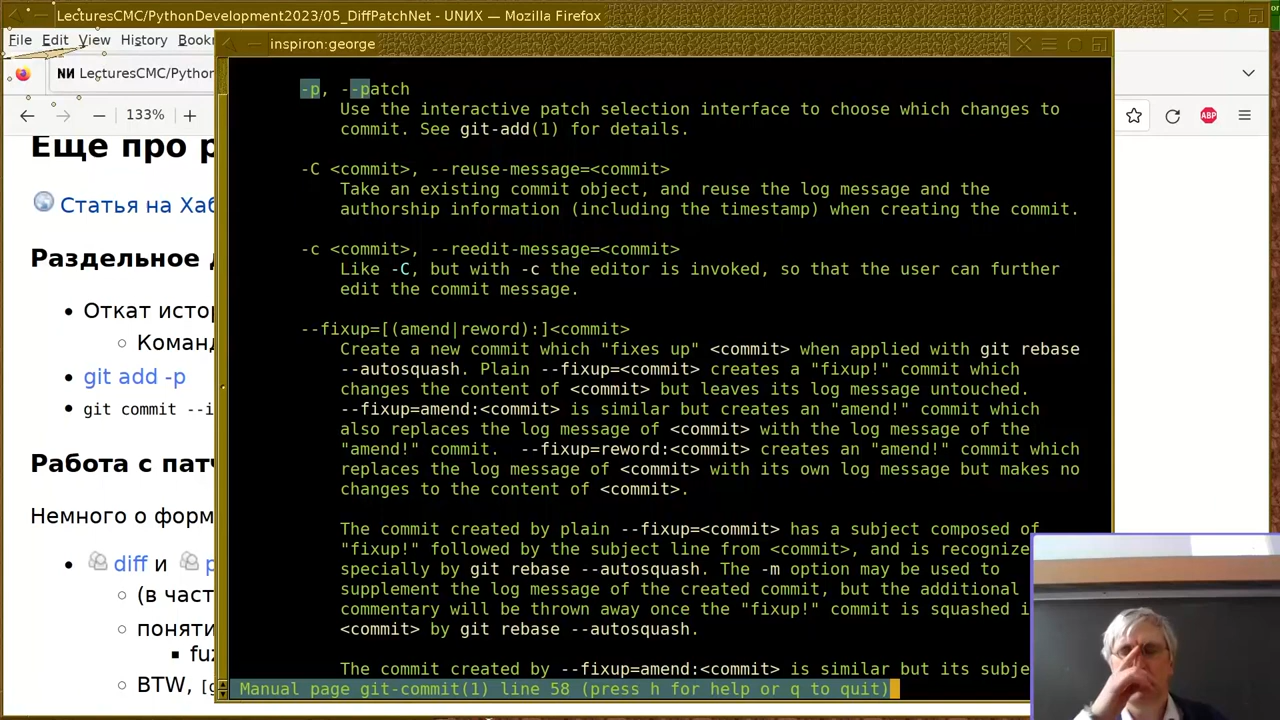 LecturesCMC/PythonDevelopment2023/05_DiffPatchNet - UNИX — Mozilla Firefox
File Edit View History Bookr
inspiron:george
NИ LecturesCMC/Pytho
133%
ABP
Ещё про р
Статья на Хаб
Раздельное д
Откат истор
Команд
git add -p
git commit --i
Работа с патч
Немного о форм
diff и p
(в част
поняти
fuz
BTW, [g
-p, --patch
Use the interactive patch selection interface to choose which changes to
commit. See git-add(1) for details.
-C <commit>, --reuse-message=<commit>
Take an existing commit object, and reuse the log message and the
authorship information (including the timestamp) when creating the commit.
-c <commit>, --reedit-message=<commit>
Like -C, but with -c the editor is invoked, so that the user can further
edit the commit message.
--fixup=[(amend|reword):]<commit>
Create a new commit which "fixes up" <commit> when applied with git rebase
--autosquash. Plain --fixup=<commit> creates a "fixup!" commit which
changes the content of <commit> but leaves its log message untouched.
--fixup=amend:<commit> is similar but creates an "amend!" commit which
also replaces the log message of <commit> with the log message of the
"amend!" commit.  --fixup=reword:<commit> creates an "amend!" commit which
replaces the log message of <commit> with its own log message but makes no
changes to the content of <commit>.
The commit created by plain --fixup=<commit> has a subject composed of
"fixup!" followed by the subject line from <commit>, and is recognize
specially by git rebase --autosquash. The -m option may be used to
supplement the log message of the created commit, but the additional
commentary will be thrown away once the "fixup!" commit is squashed i
<commit> by git rebase --autosquash.
The commit created by --fixup=amend:<commit> is similar but its subje
Manual page git-commit(1) line 58 (press h for help or q to quit)